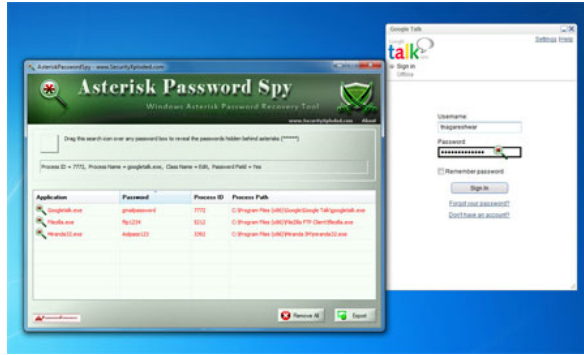 AsteriskPasswordSpy - www.SecurityXploded.com
Asterisk Password Spy
Windows Asterisk Password Recovery Tool
www.SecurityXploded.com About
Drag this search icon over any password box to reveal the passwords hidden behind asterisks (******)
Process ID = 7772, Process Name = googletalk.exe, Class Name = Edit, Password Field = Yes
Application Password Process ID Process Path
Googletalk.exe gmailpassword 7772 C:\Program Files (x86)\Google\Google Talk\googletalk.exe
filezilla.exe ftp1234 5212 C:\Program Files (x86)\FileZilla FTP Client\filezilla.exe
Miranda32.exe 3392 C:\Program Files (x86)\Miranda IM\miranda32.exe
Remove All Export
Google Talk
Settings Help
Google
talk
Sign in
Offline
Username
thagareshwar
Password
Remember password
Sign In
Forgot your password?
Don't have an account?